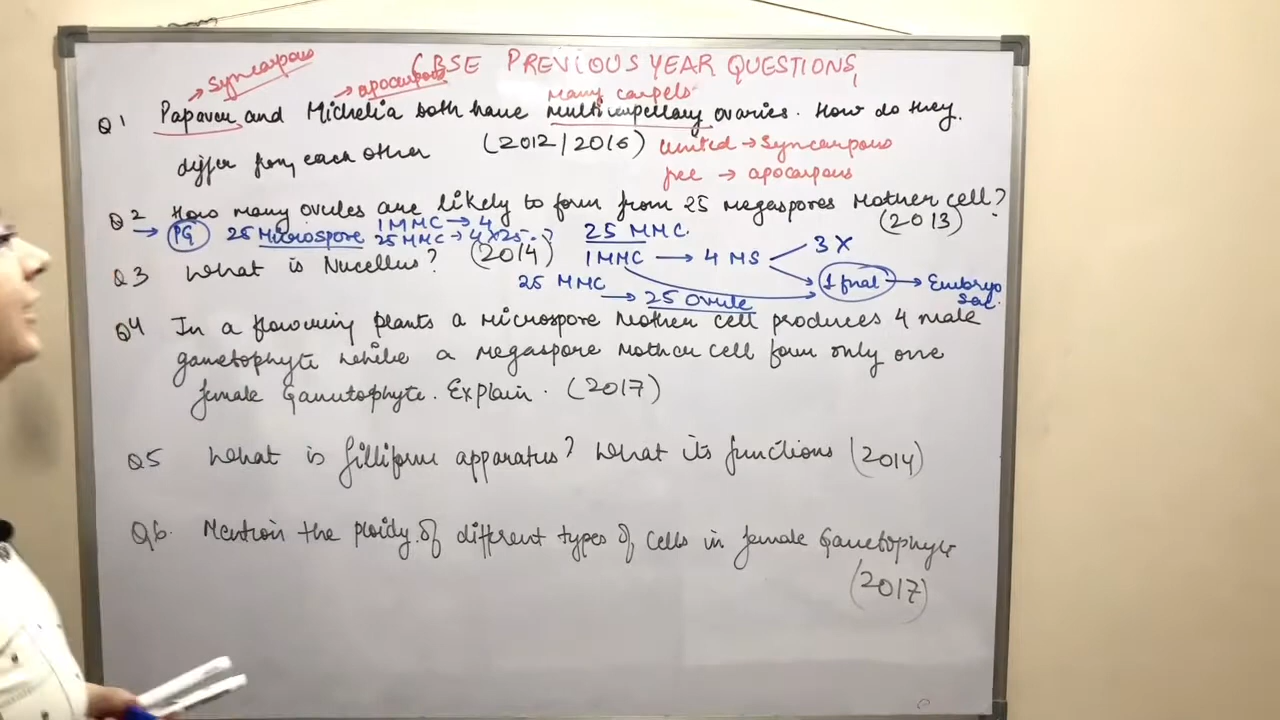 CBSE PREVIOUS YEAR QUESTIONS
→ Syncarpous
→ apocarpous
many carpels
Q1 Papaver and Michelia both have multicarpellary ovaries. How do they
differ from each other (2012/2016) united → Syncarpous
free → apocarpous
Q2 How many ovules are likely to form from 25 megaspores Mother cell?
(2013)
→ PG 25 Microspore 1 MMC → 4
25 MMC → 4×25 ?
25 MMC
1 MMC → 4 MS 3 X
1 fnal → Embryo
sac
25 MMC
→ 25 Ovule
Q3 What is Nucellus? (2014)
Q4 In a flowering plants a microspore Mother cell produces 4 male
gametophyte while a megaspore mother cell form only one
female Gametophyte. Explain. (2017)
Q5 What is filliform apparatus? What its functions (2014)
Q6. Mention the ploidy of different types of cells in female Gametophyte
(2017)